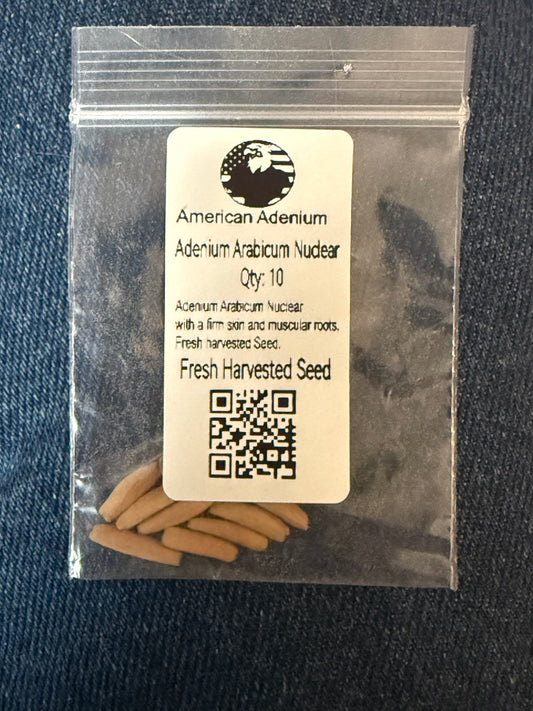 American Adenium
Adenium Arabicum Nuclear
Qty: 10
Adenium Arabicum Nuclear
with a firm skin and muscular roots.
Fresh harvested Seed.
Fresh Harvested Seed